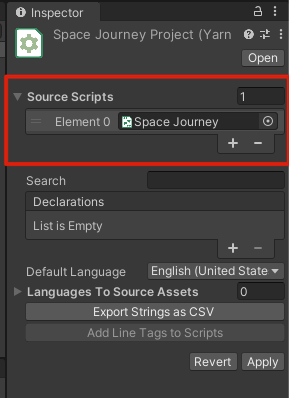 Inspector
Space Journey Project (Yarn
Open
Source Scripts 1
Element 0 Space Journey
Search
Declarations
List is Empty
Default Language English (United State
Languages To Source Assets 0
Export Strings as CSV
Add Line Tags to Scripts
Revert Apply